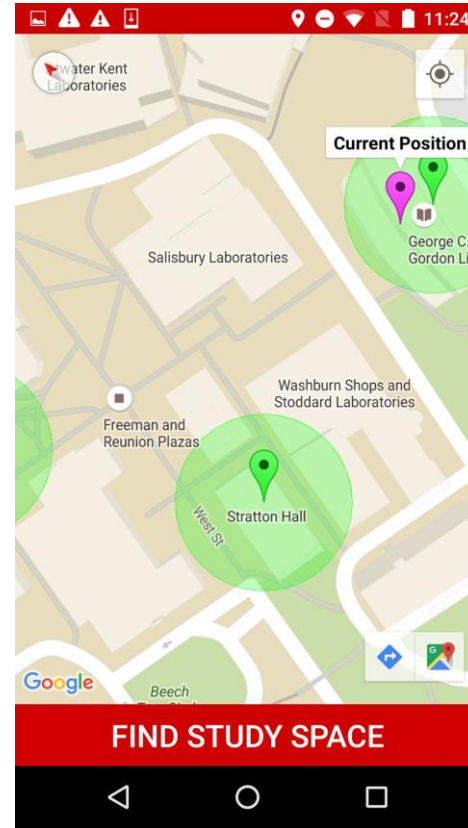 11:24
water Kent
Laboratories
Current Position
George C.
Gordon Li
Salisbury Laboratories
Washburn Shops and
Stoddard Laboratories
Freeman and
Reunion Plazas
Stratton Hall
West St
Google
Beech
FIND STUDY SPACE